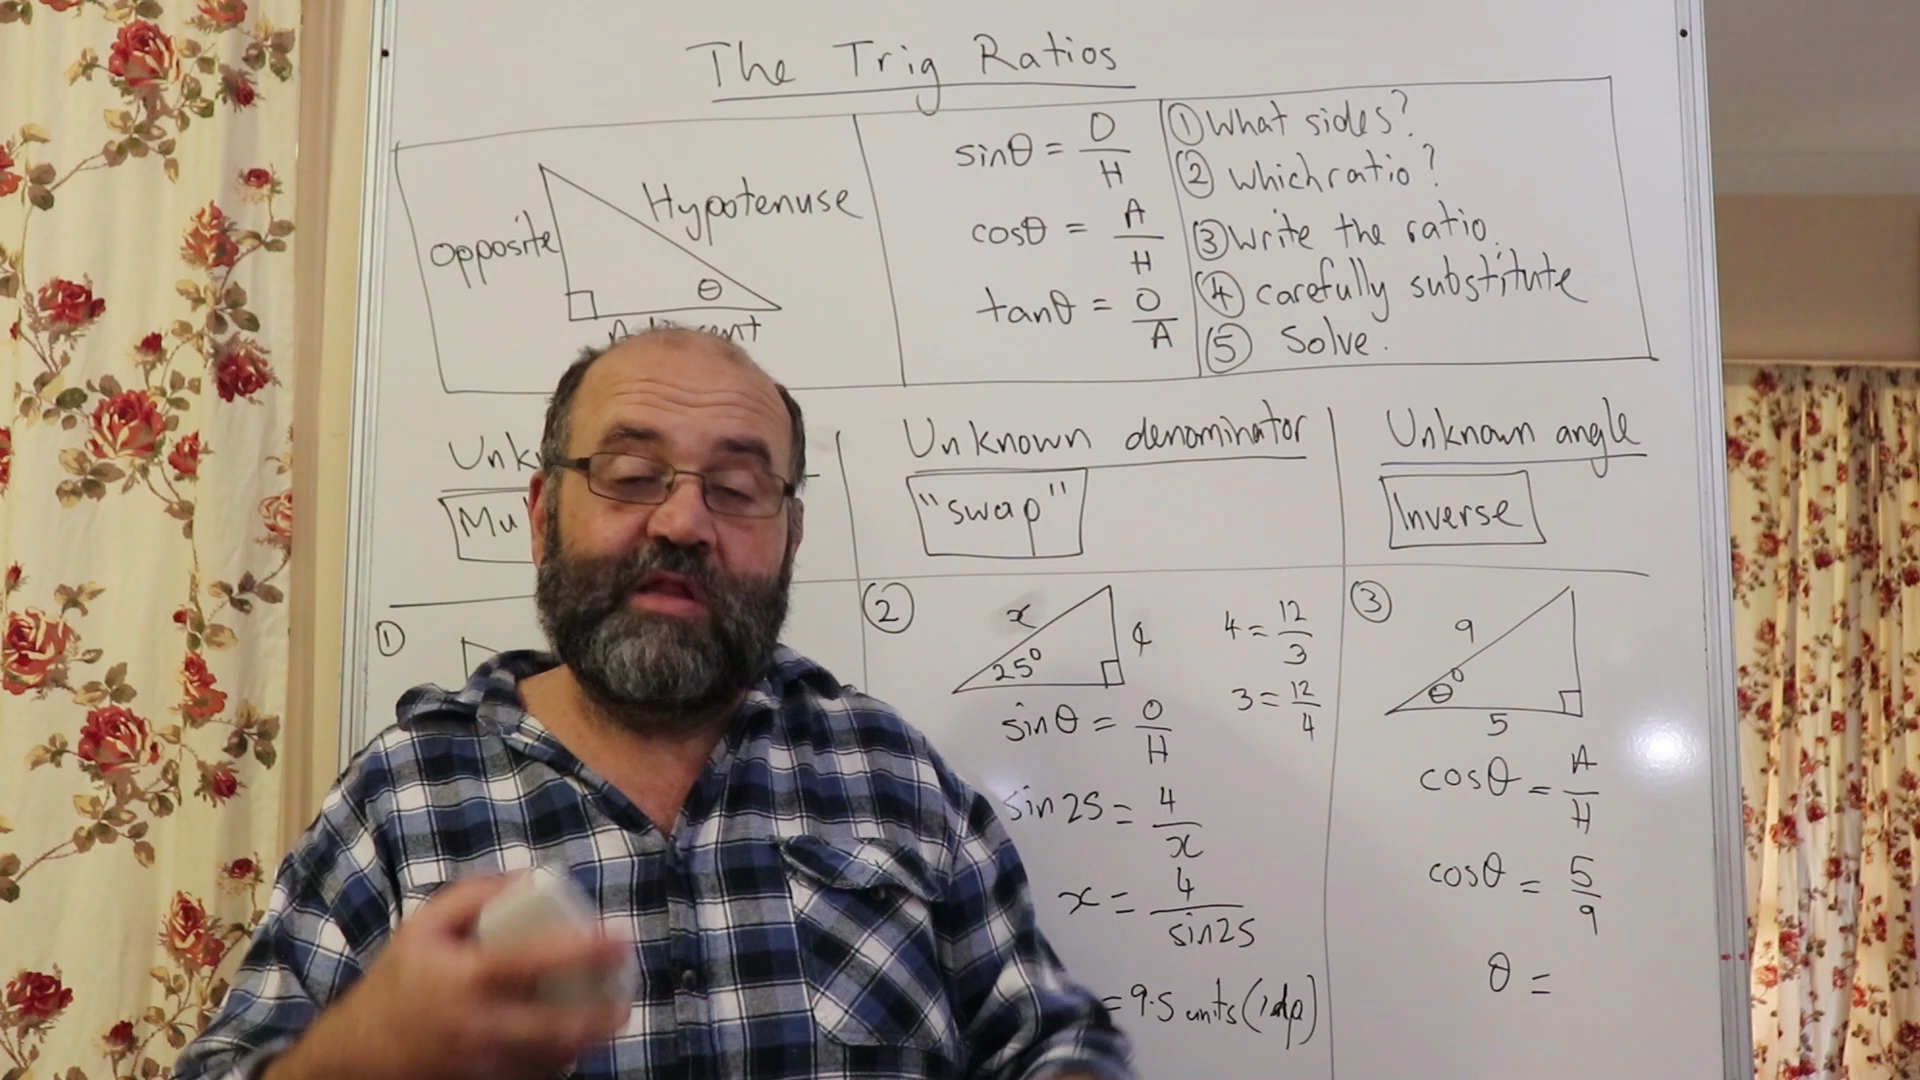 The Trig Ratios
Opposite
Hypotenuse
θ
sinθ = O/H
cosθ = A/H
tanθ = O/A
① What sides?
② which ratio?
③ write the ratio.
④ carefully substitute
⑤ Solve.
Unknown denominator
"swap"
Unknown angle
Inverse
①
②
x
25°
4
4 = 12/3
3 = 12/4
sinθ = O/H
sin25 = 4/x
x = 4/sin25
= 9.5 units (1dp)
③
9
θ°
5
cosθ = A/H
cosθ = 5/9
θ =